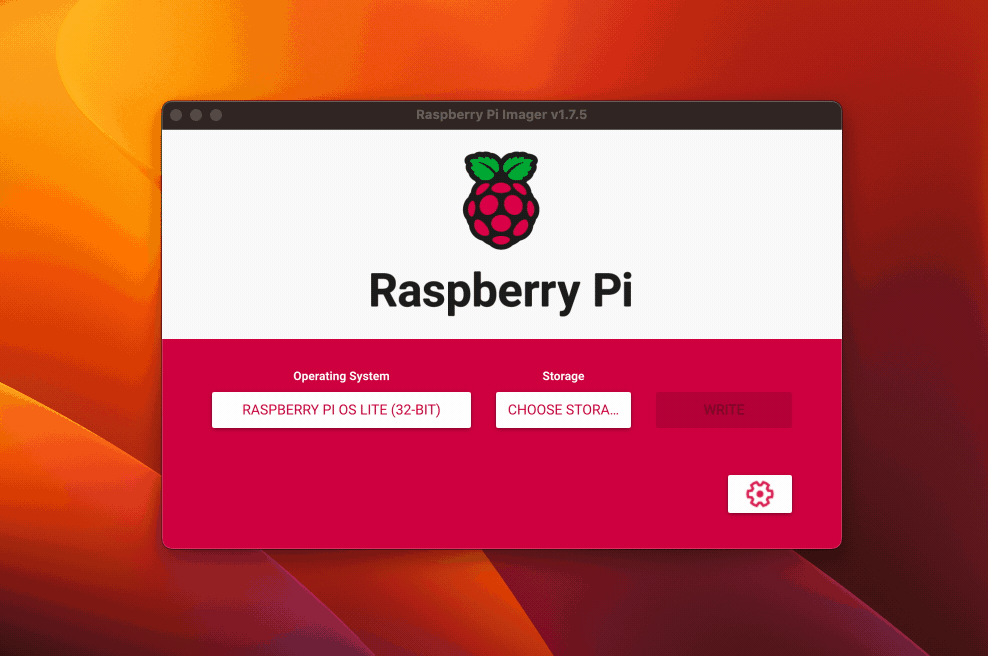 Raspberry Pi Imager v1.7.5
Raspberry Pi
Operating System
Storage
RASPBERRY PI OS LITE (32-BIT)
CHOOSE STORA...
WRITE